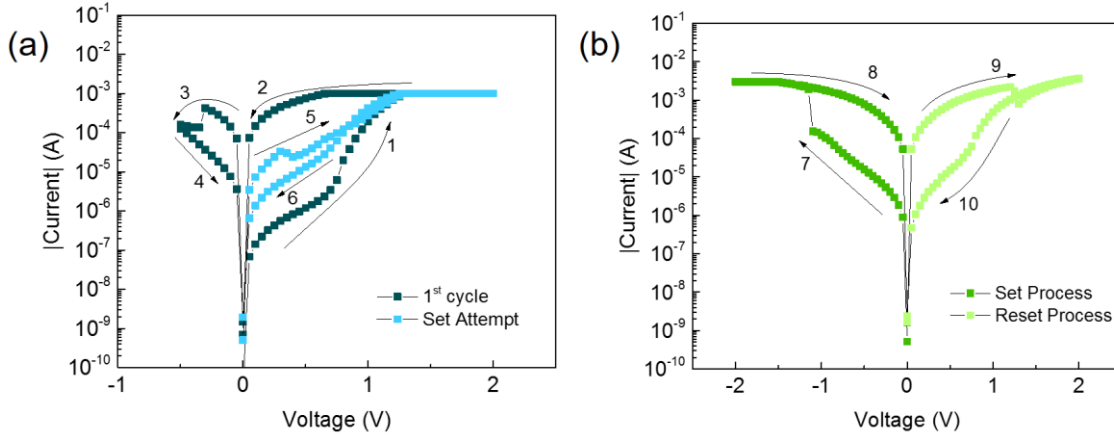 (a)
10⁻¹
10⁻²
10⁻³
10⁻⁴
10⁻⁵
10⁻⁶
10⁻⁷
10⁻⁸
10⁻⁹
10⁻¹⁰
|Current| (A)
3
2
5
1
4
6
1ˢᵗ cycle
Set Attempt
-1 0 1 2
Voltage (V)
(b)
10⁻¹
10⁻²
10⁻³
10⁻⁴
10⁻⁵
10⁻⁶
10⁻⁷
10⁻⁸
10⁻⁹
10⁻¹⁰
|Current| (A)
8
9
7
10
Set Process
Reset Process
-2 -1 0 1 2
Voltage (V)